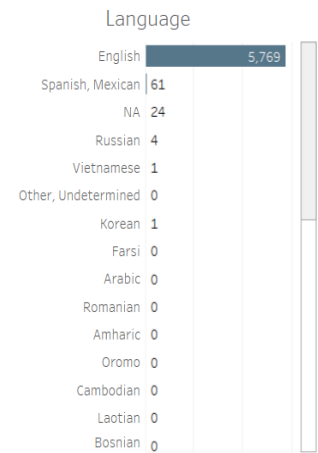 Language
English 5,769
Spanish, Mexican 61
NA 24
Russian 4
Vietnamese 1
Other, Undetermined 0
Korean 1
Farsi 0
Arabic 0
Romanian 0
Amharic 0
Oromo 0
Cambodian 0
Laotian 0
Bosnian 0